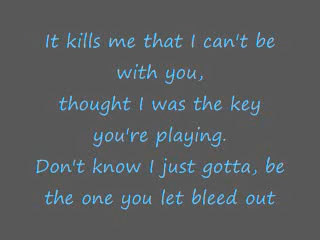 It kills me that I can't be
with you,
thought I was the key
you're playing.
Don't know I just gotta, be
the one you let bleed out